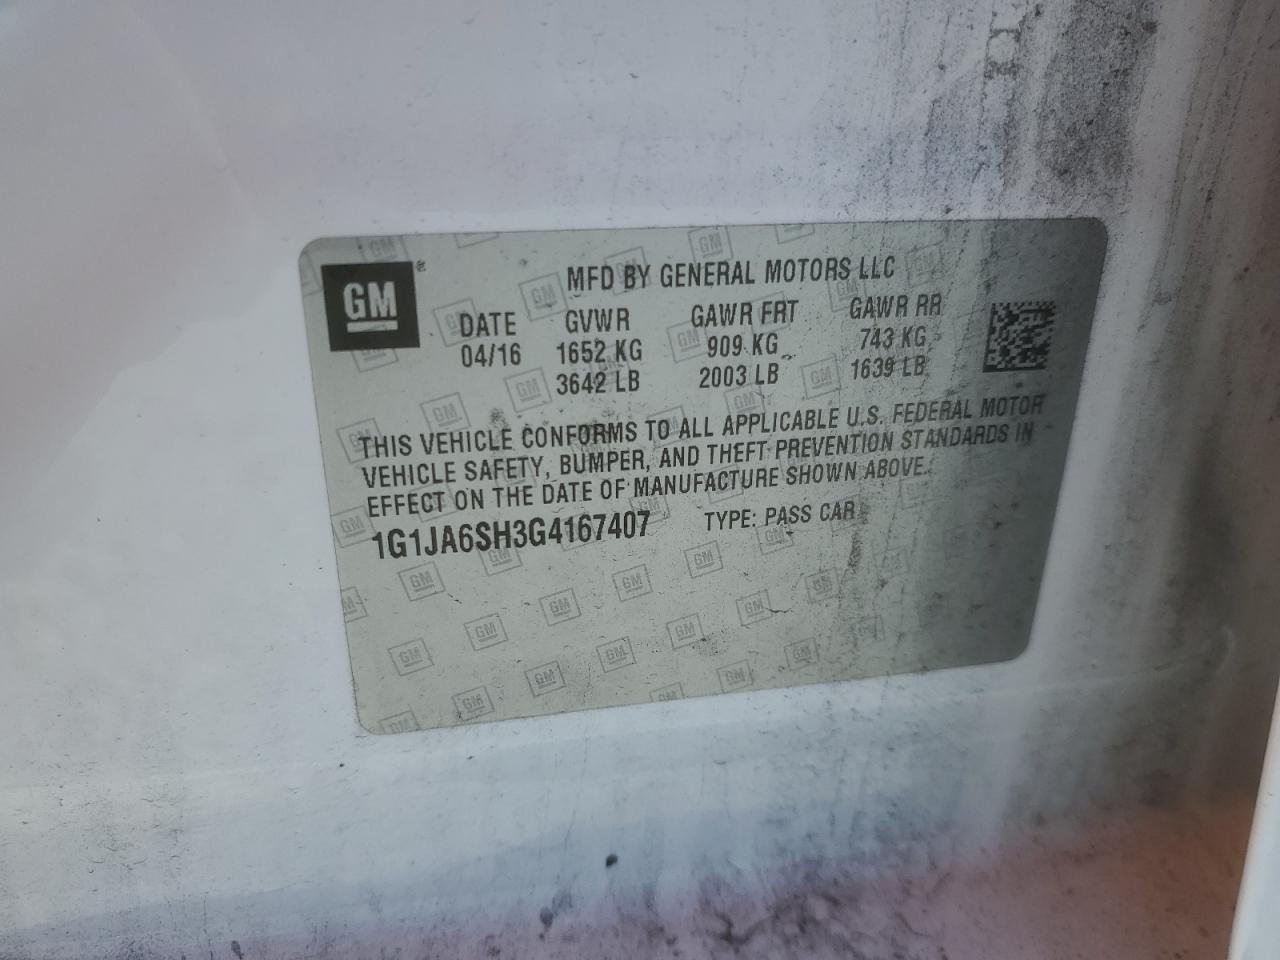 GM ®
MFD BY GENERAL MOTORS LLC
DATE GVWR GAWR FRT GAWR RR
04/16 1652 KG 909 KG 743 KG
3642 LB 2003 LB 1639 LB
THIS VEHICLE CONFORMS TO ALL APPLICABLE U.S. FEDERAL MOTOR
VEHICLE SAFETY, BUMPER, AND THEFT PREVENTION STANDARDS IN
EFFECT ON THE DATE OF MANUFACTURE SHOWN ABOVE.
1G1JA6SH3G4167407 TYPE: PASS CAR